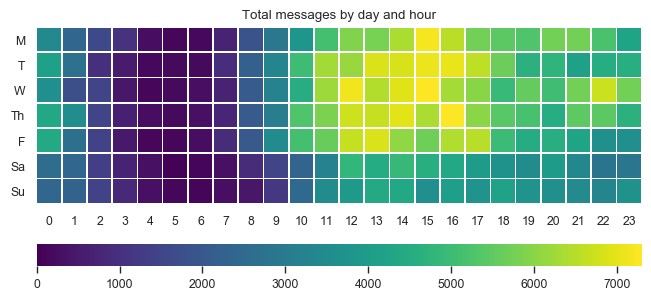 Total messages by day and hour
M
T
W
Th
F
Sa
Su
0 1 2 3 4 5 6 7 8 9 10 11 12 13 14 15 16 17 18 19 20 21 22 23
0 1000 2000 3000 4000 5000 6000 7000